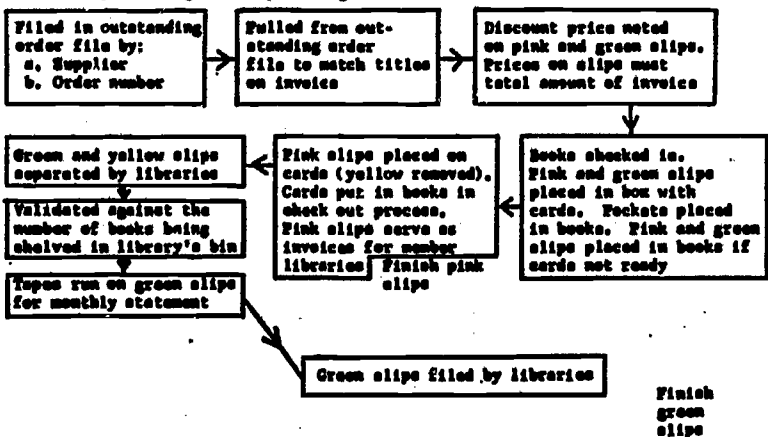 Filed in outstanding
order file by:
a. Supplier
b. Order number
Pulled from out-
standing order
file to match titles
on invoice
Discount price noted
on pink and green slips.
Prices on slips must
total amount of invoice
Books checked in.
Pink and green slips
placed in box with
cards. Pockets placed
in books. Pink and green
slips placed in books if
cards not ready
Pink slips placed on
cards (yellow removed).
Cards put in books in
check out process.
Pink slips serve as
invoices for member
libraries
Finish pink
slips
Green and yellow slips
separated by libraries
Validated against the
number of books being
shelved in library's bin
Tapes run on green slips
for monthly statement
Green slips filed by libraries
Finish
green
slips